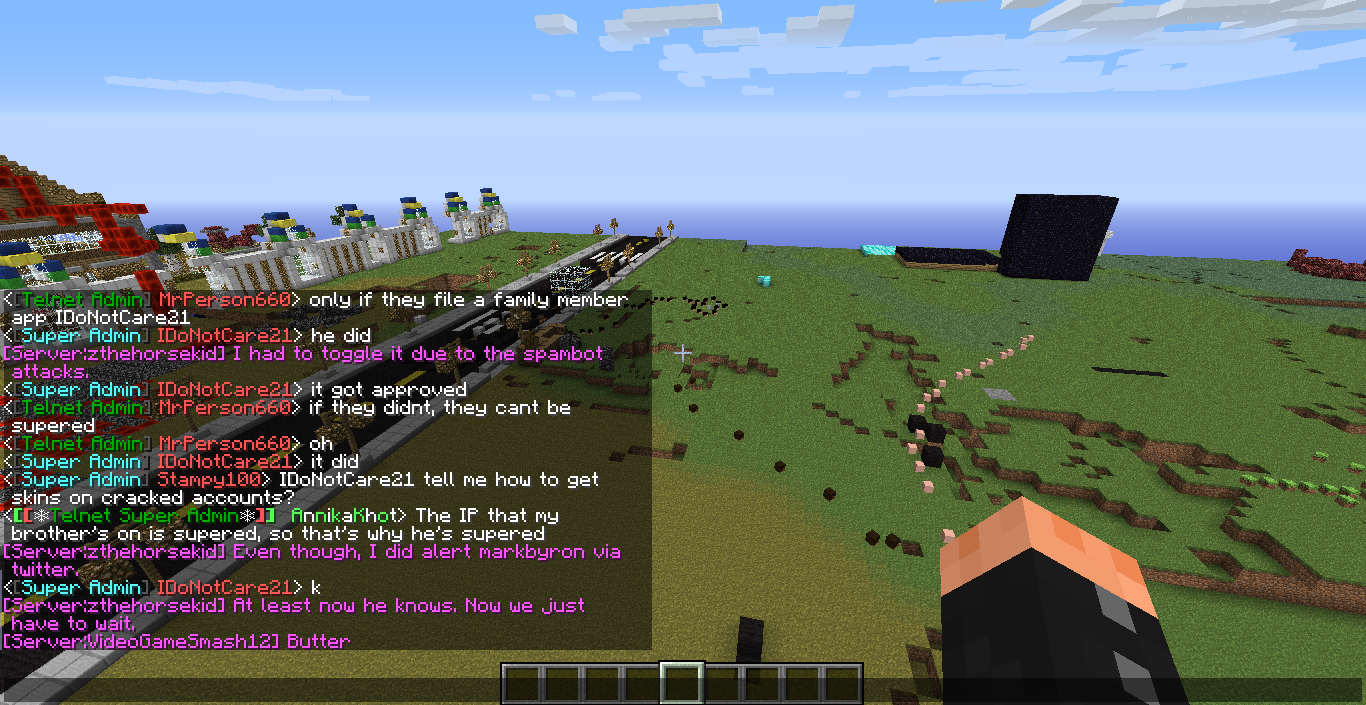 <[Telnet Admin] MrPerson660> only if they file a family member
app IDoNotCare21
<[Super Admin] IDoNotCare21> he did
[Server:zthehorsekid] I had to toggle it due to the spambot
attacks.
<[Super Admin] IDoNotCare21> it got approved
<[Telnet Admin] MrPerson660> if they didnt, they cant be
supered
<[Telnet Admin] MrPerson660> oh
<[Super Admin] IDoNotCare21> it did
<[Super Admin] Stampy100> IDoNotCare21 tell me how to get
skins on cracked accounts?
<[[❄Telnet Super Admin❄]] AnnikaKhot> The IP that my
brother's on is supered, so that's why he's supered
[Server:zthehorsekid] Even though, I did alert markbyron via
twitter.
<[Super Admin] IDoNotCare21> k
[Server:zthehorsekid] At least now he knows. Now we just
have to wait.
[Server:VideoGameSmash12] Butter